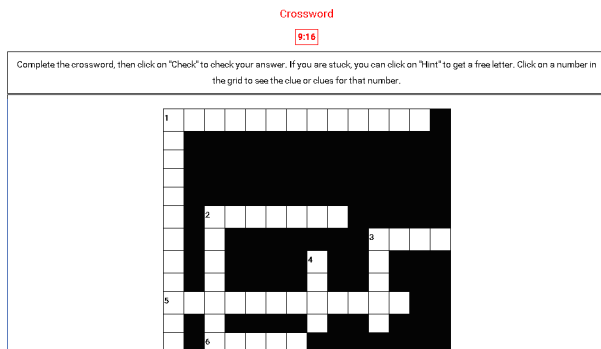 Crossword
9:16
Complete the crossword, then click on "Check" to check your answer. If you are stuck, you can click on "Hint" to get a free letter. Click on a number in
the grid to see the clue or clues for that number.
1
2
3
4
5
6